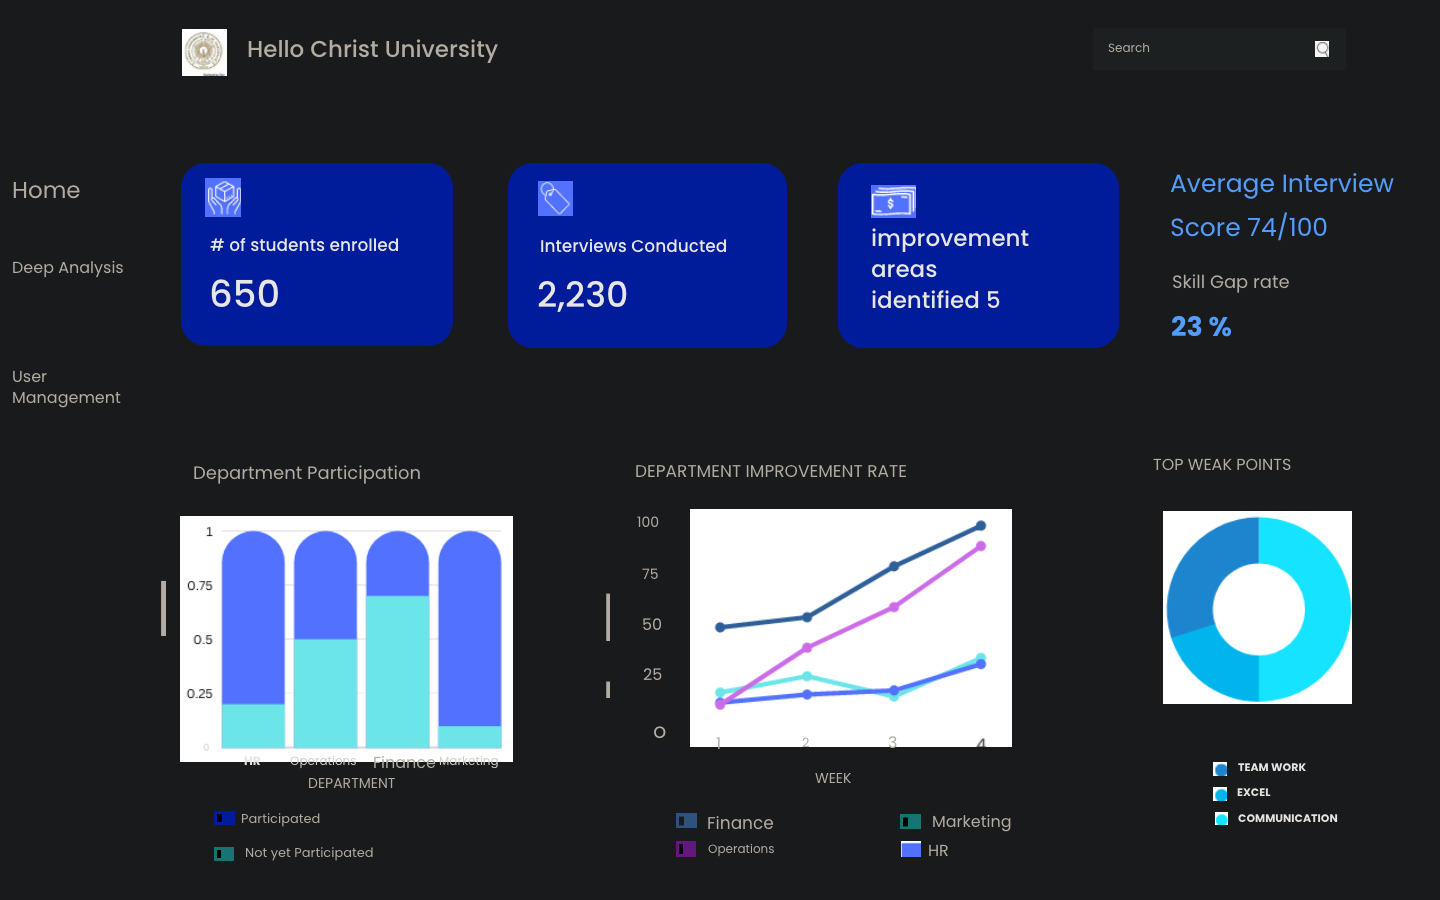 Hello Christ University
Search
Home
Deep Analysis
User
Management
# of students enrolled
650
Interviews Conducted
2,230
improvement
areas
identified 5
Average Interview
Score 74/100
Skill Gap rate
23 %
Department Participation
1
0.75
0.5
0.25
0
HR Operations Finance Marketing
DEPARTMENT
Participated
Not yet Participated
DEPARTMENT IMPROVEMENT RATE
100
75
50
25
O
1 2 3 4
WEEK
Finance
Marketing
Operations
HR
TOP WEAK POINTS
TEAM WORK
EXCEL
COMMUNICATION